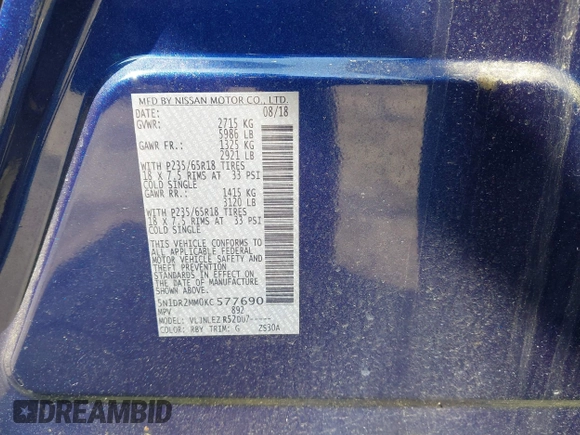 MFD BY NISSAN MOTOR CO., LTD.
DATE: 08/18
GVWR: 2715 KG
5986 LB
GAWR FR.: 1325 KG
2921 LB
WITH P235/65R18 TIRES
18 X 7.5 RIMS AT 33 PSI
COLD SINGLE
GAWR RR.: 1415 KG
3120 LB
WITH P235/65R18 TIRES
18 X 7.5 RIMS AT 33 PSI
COLD SINGLE
THIS VEHICLE CONFORMS TO
ALL APPLICABLE FEDERAL
MOTOR VEHICLE SAFETY AND
THEFT PREVENTION
STANDARDS IN EFFECT ON THE
DATE OF MANUFACTURE
SHOWN ABOVE.
5N1DR2MM0KC577690
MPV 892
MODEL: VLJNLEZ R52007-----
COLOR: RBY TRIM: G Z530A
DREAMBID